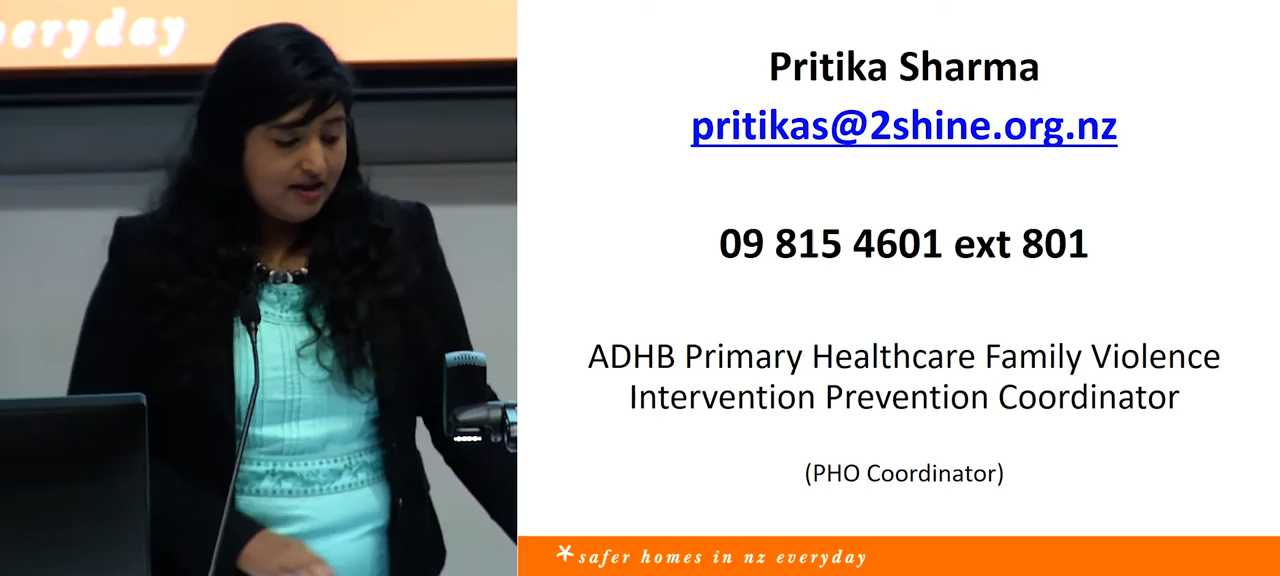 everyday
Pritika Sharma
pritikas@2shine.org.nz
09 815 4601 ext 801
ADHB Primary Healthcare Family Violence
Intervention Prevention Coordinator
(PHO Coordinator)
*safer homes in nz everyday